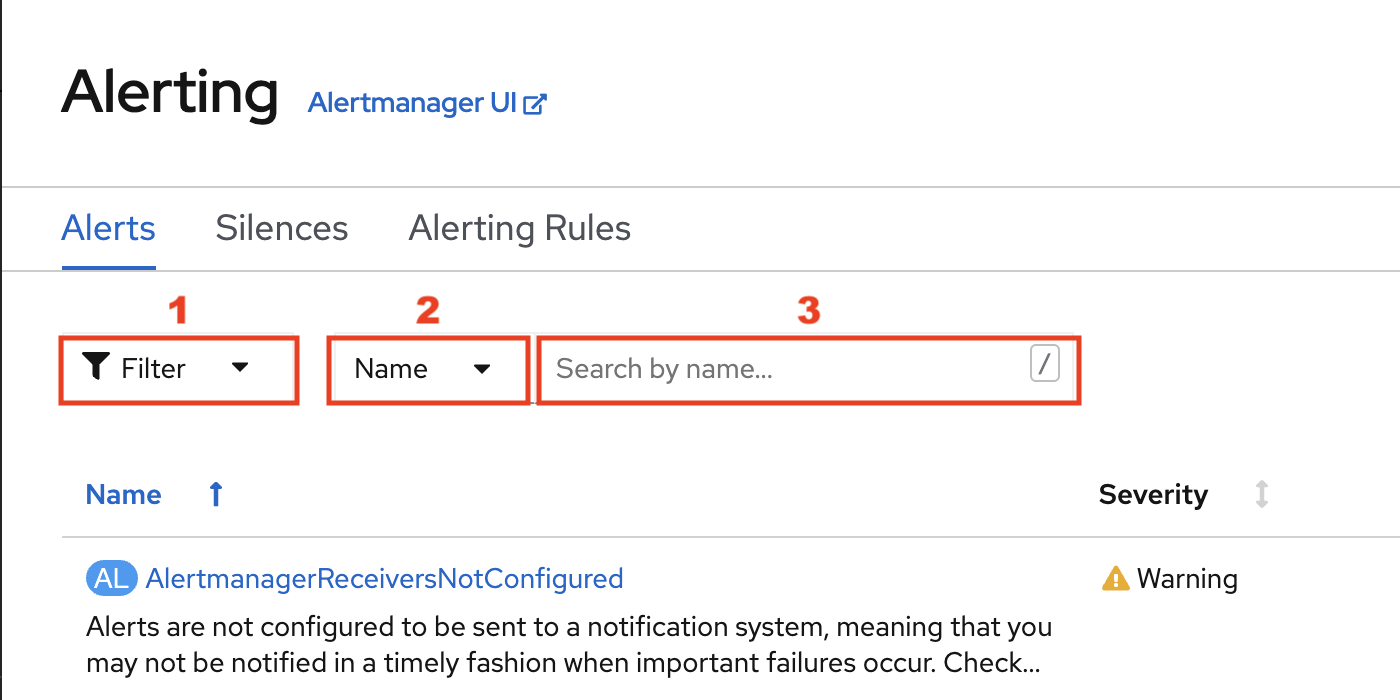 Alerting Alertmanager UI
Alerts Silences Alerting Rules
1 2 3
Filter Name Search by name... /
Name Severity
AL AlertmanagerReceiversNotConfigured Warning
Alerts are not configured to be sent to a notification system, meaning that you
may not be notified in a timely fashion when important failures occur. Check...